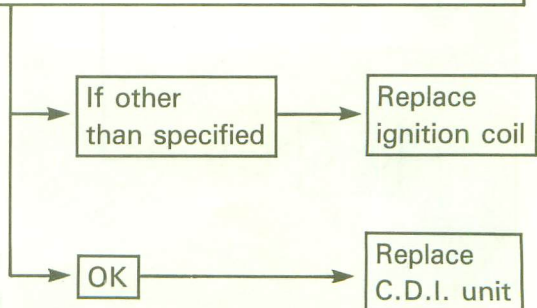 If other
than specified
Replace
ignition coil
OK
Replace
C.D.I. unit